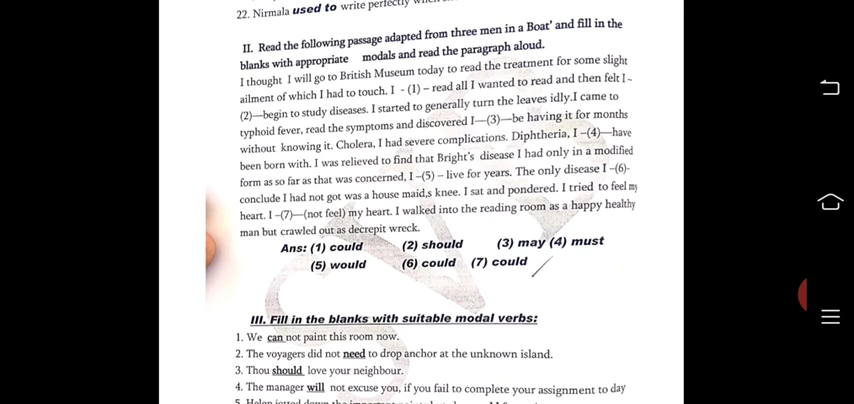 22. Nirmala used to write perfectly
II. Read the following passage adapted from three men in a Boat' and fill in the
blanks with appropriate modals and read the paragraph aloud.
I thought I will go to British Museum today to read the treatment for some slight
ailment of which I had to touch. I - (1) – read all I wanted to read and then felt I ~
(2)—begin to study diseases. I started to generally turn the leaves idly.I came to
typhoid fever, read the symptoms and discovered I—(3)—be having it for months
without knowing it. Cholera, I had severe complications. Diphtheria, I –(4)—have
been born with. I was relieved to find that Bright's disease I had only in a modified
form as so far as that was concerned, I –(5) – live for years. The only disease I –(6)-
conclude I had not got was a house maid,s knee. I sat and pondered. I tried to feel my
heart. I –(7)—(not feel) my heart. I walked into the reading room as a happy healthy
man but crawled out as decrepit wreck.
Ans: (1) could (2) should (3) may (4) must
(5) would (6) could (7) could
III. Fill in the blanks with suitable modal verbs:
1. We can not paint this room now.
2. The voyagers did not need to drop anchor at the unknown island.
3. Thou should love your neighbour.
4. The manager will not excuse you, if you fail to complete your assignment to day